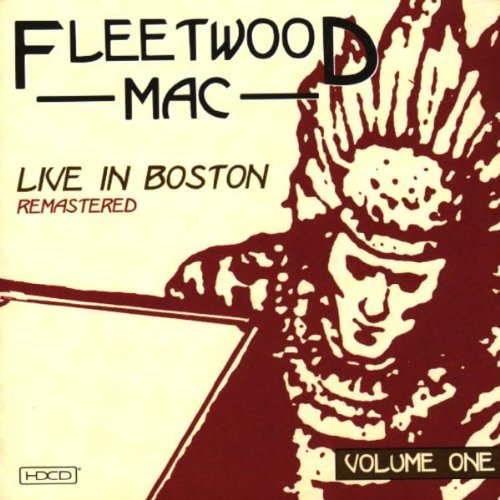 FLEETWOOD
MAC
LIVE IN BOSTON
REMASTERED
HDCD®
VOLUME ONE